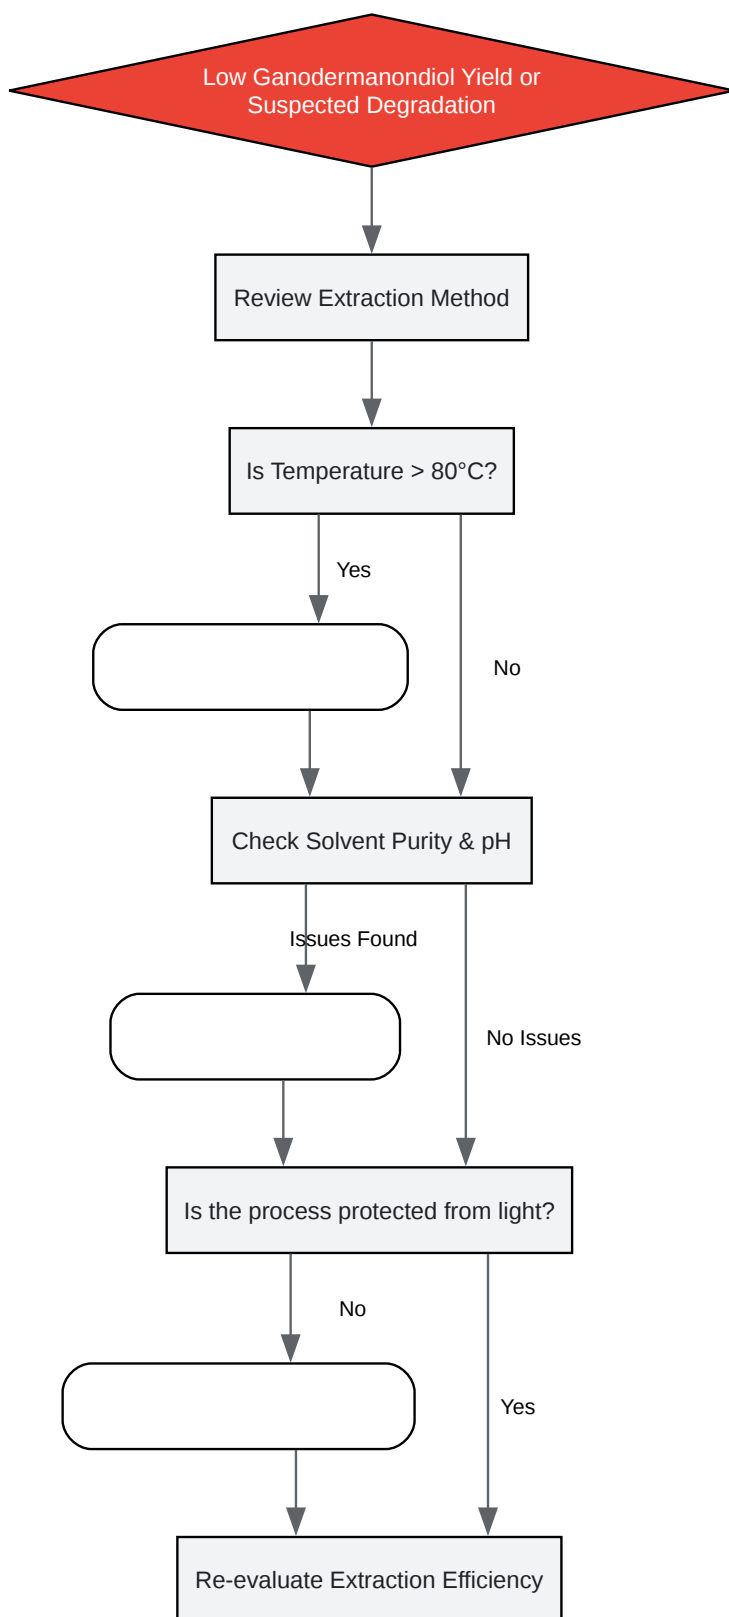 Low Ganodermanondiol Yield or
Suspected Degradation
Review Extraction Method
Is Temperature > 80°C?
Yes
No
Check Solvent Purity & pH
Issues Found
No Issues
Is the process protected from light?
No
Yes
Re-evaluate Extraction Efficiency